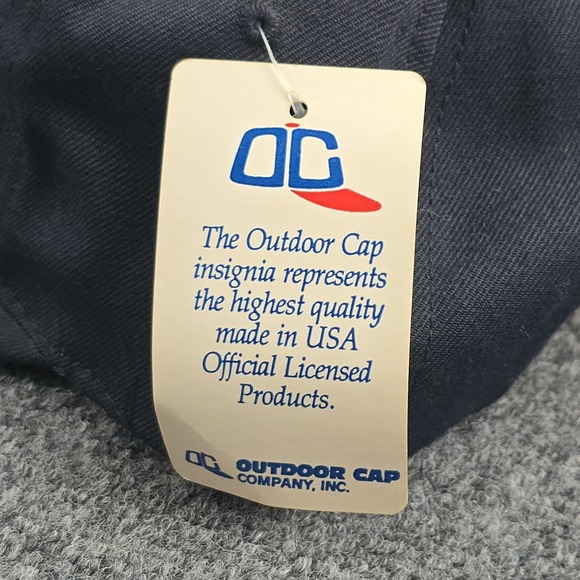 OC
The Outdoor Cap
insignia represents
the highest quality
made in USA
Official Licensed
Products.
OC OUTDOOR CAP
COMPANY, INC.